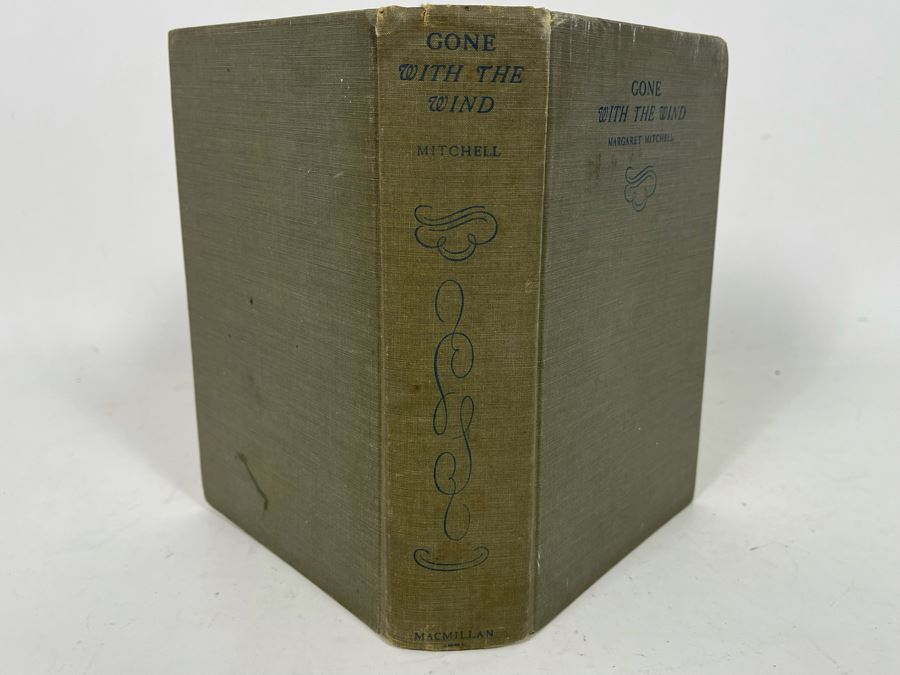 GONE
WITH THE
WIND
MITCHELL
MACMILLAN
GONE
WITH THE WIND
MARGARET MITCHELL